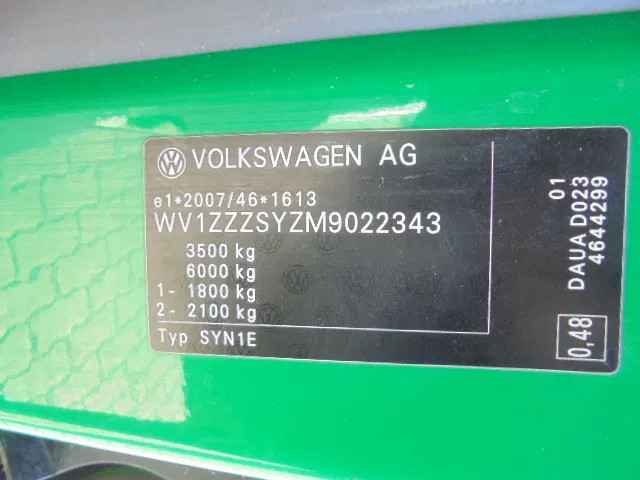 VOLKSWAGEN AG
e1*2007/46*1613
WV1ZZZSYZM9022343
3500 kg
6000 kg
1- 1800 kg
2- 2100 kg
Typ SYN1E
01
DAUA D023
4644299
0,48